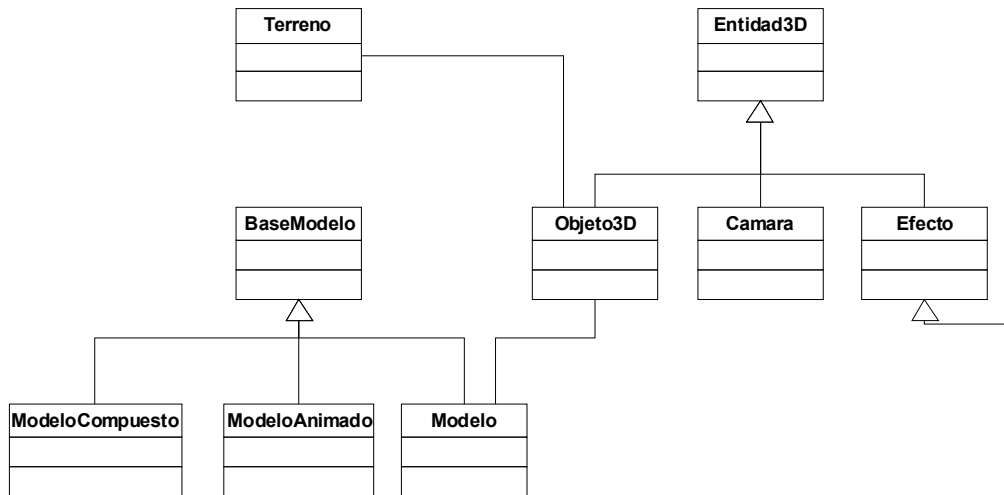 Terreno
Entidad3D
BaseModelo
Objeto3D
Camara
Efecto
ModeloCompuesto
ModeloAnimado
Modelo